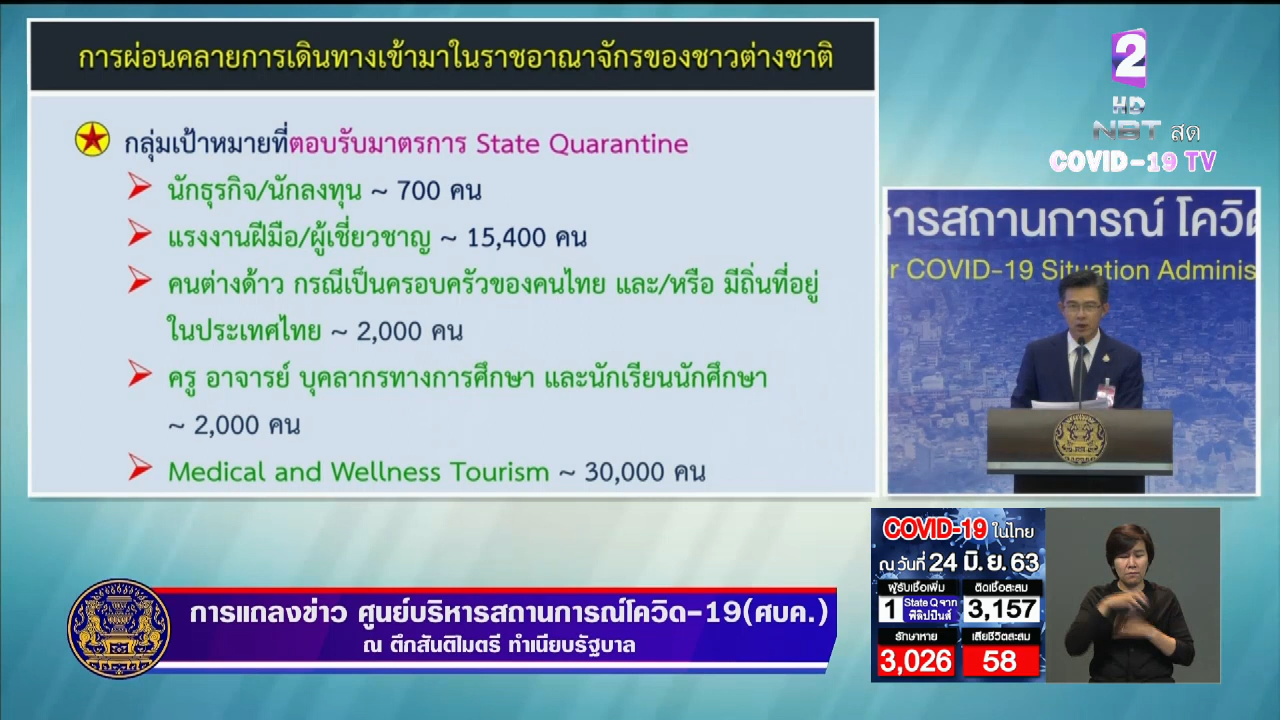 การผ่อนคลายการเดินทางเข้ามาในราชอาณาจักรของชาวต่างชาติ
กลุ่มเป้าหมายที่ตอบรับมาตรการ State Quarantine
นักธุรกิจ/นักลงทุน ~ 700 คน
แรงงานฝีมือ/ผู้เชี่ยวชาญ ~ 15,400 คน
คนต่างด้าว กรณีเป็นครอบครัวของคนไทย และ/หรือ มีถิ่นที่อยู่
ในประเทศไทย ~ 2,000 คน
ครู อาจารย์ บุคลากรทางการศึกษา และนักเรียนนักศึกษา
~ 2,000 คน
Medical and Wellness Tourism ~ 30,000 คน
2
HD
NBT สด
COVID-19 TV
หารสถานการณ์ โควิด
or COVID-19 Situation Adminis
COVID-19 ในไทย
ณ วันที่ 24 มิ.ย. 63
ผู้รับเชื้อเพิ่ม ติดเชื้อสะสม
1 State Q จาก ฟิลิปปินส์ 3,157
รักษาหาย เสียชีวิตสะสม
3,026 58
การแถลงข่าว ศูนย์บริหารสถานการณ์โควิด-19(ศบค.)
ณ ตึกสันติไมตรี ทำเนียบรัฐบาล